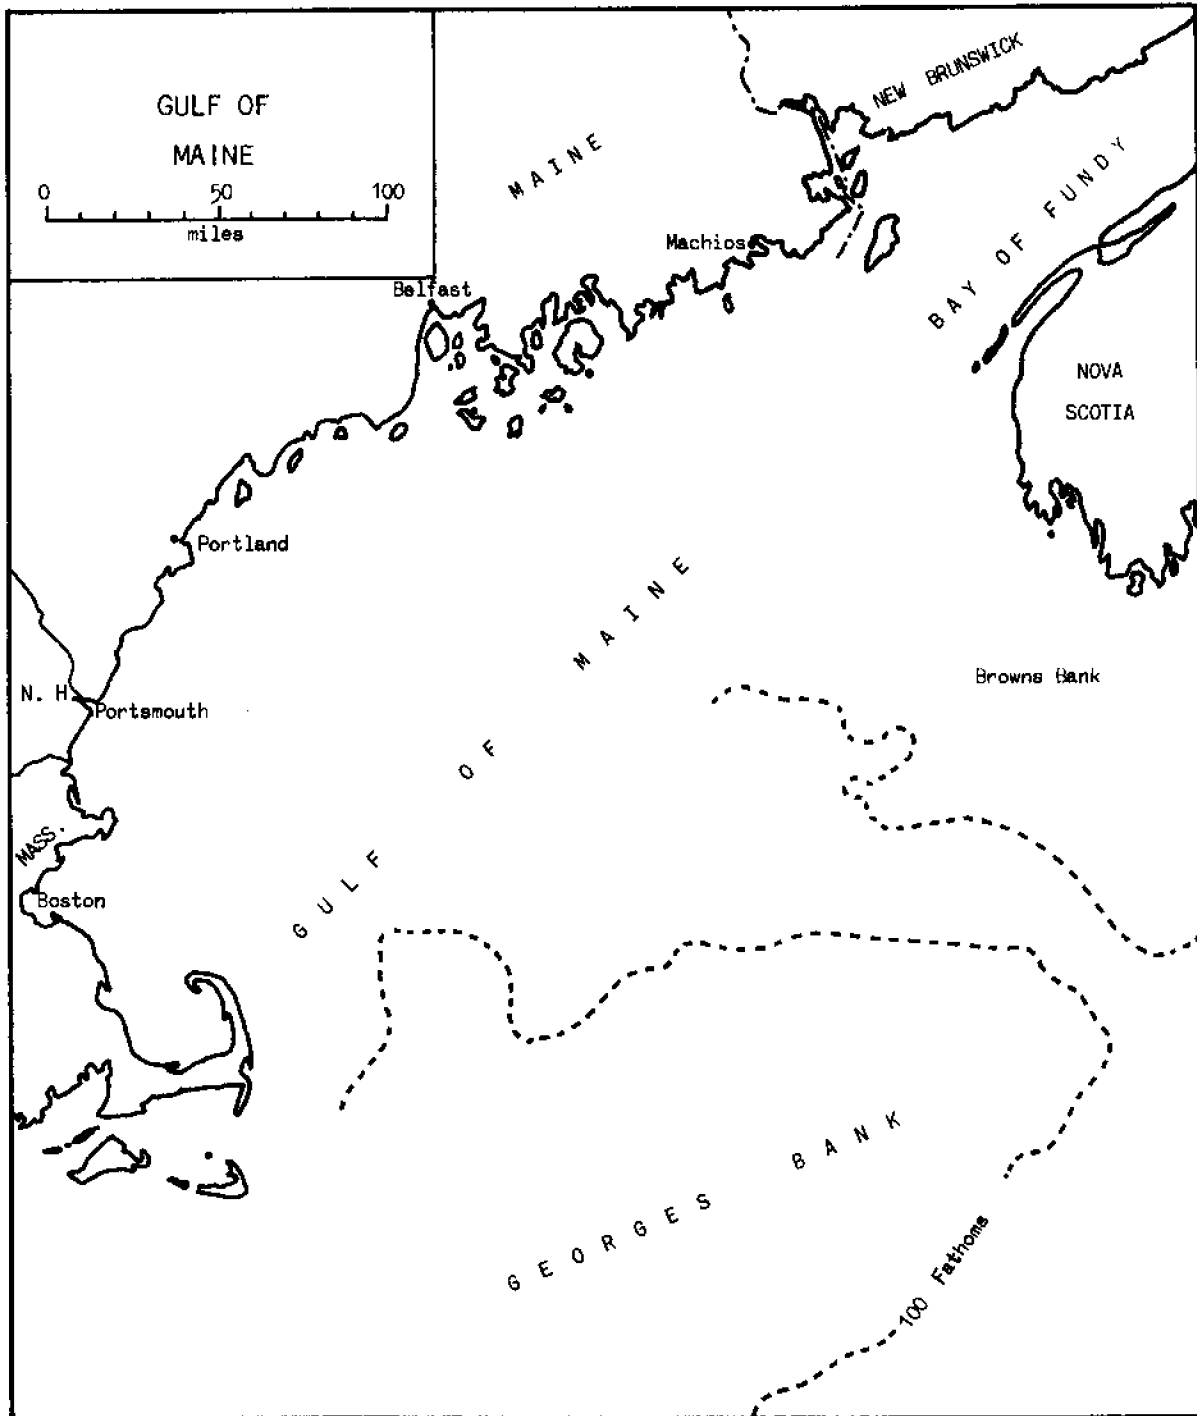 GULF OF
MAINE
0 50 100
miles
MAINE
NEW BRUNSWICK
BAY OF FUNDY
Machios
Belfast
NOVA
SCOTIA
Portland
GULF OF MAINE
Browns Bank
N. H.
Portsmouth
MASS.
Boston
GEORGES BANK
100 Fathoms